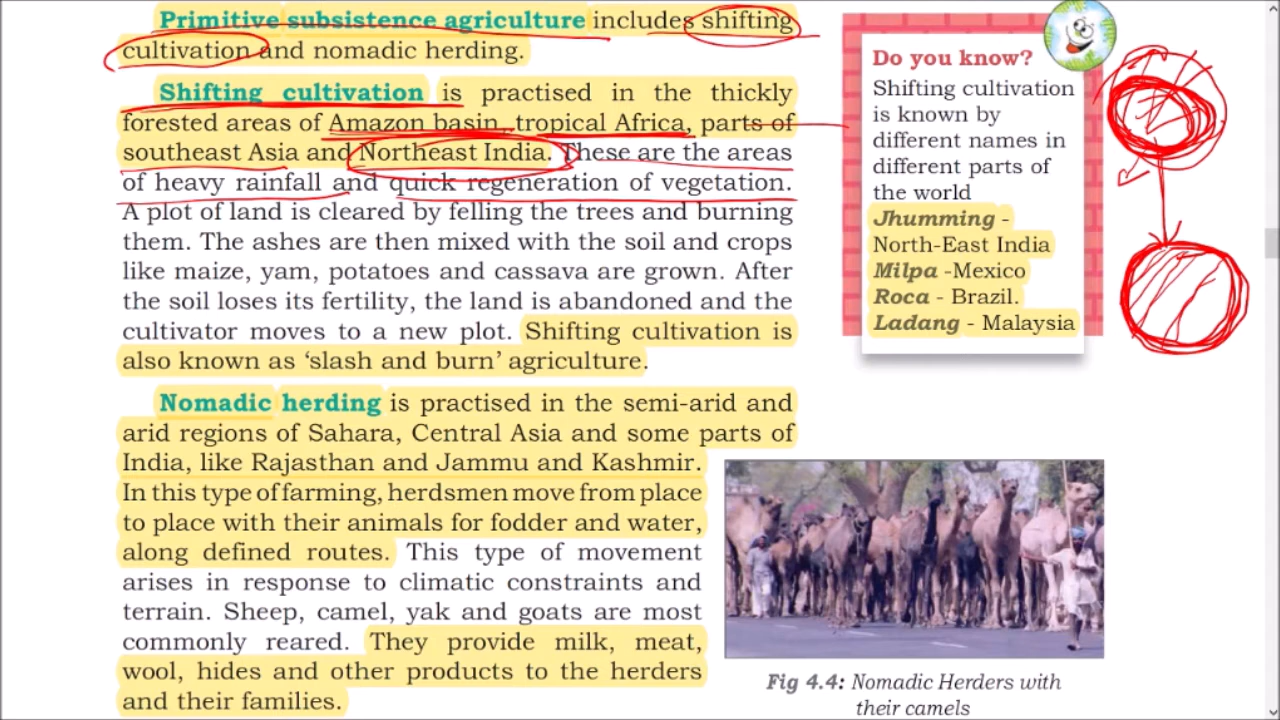 Primitive subsistence agriculture includes shifting
cultivation and nomadic herding.
Shifting cultivation is practised in the thickly
forested areas of Amazon basin, tropical Africa, parts of
southeast Asia and Northeast India. These are the areas
of heavy rainfall and quick regeneration of vegetation.
A plot of land is cleared by felling the trees and burning
them. The ashes are then mixed with the soil and crops
like maize, yam, potatoes and cassava are grown. After
the soil loses its fertility, the land is abandoned and the
cultivator moves to a new plot. Shifting cultivation is
also known as ‘slash and burn’ agriculture.
Nomadic herding is practised in the semi-arid and
arid regions of Sahara, Central Asia and some parts of
India, like Rajasthan and Jammu and Kashmir.
In this type of farming, herdsmen move from place
to place with their animals for fodder and water,
along defined routes. This type of movement
arises in response to climatic constraints and
terrain. Sheep, camel, yak and goats are most
commonly reared. They provide milk, meat,
wool, hides and other products to the herders
and their families.
Do you know?
Shifting cultivation
is known by
different names in
different parts of
the world
Jhumming -
North-East India
Milpa -Mexico
Roca - Brazil.
Ladang - Malaysia
Fig 4.4: Nomadic Herders with
their camels